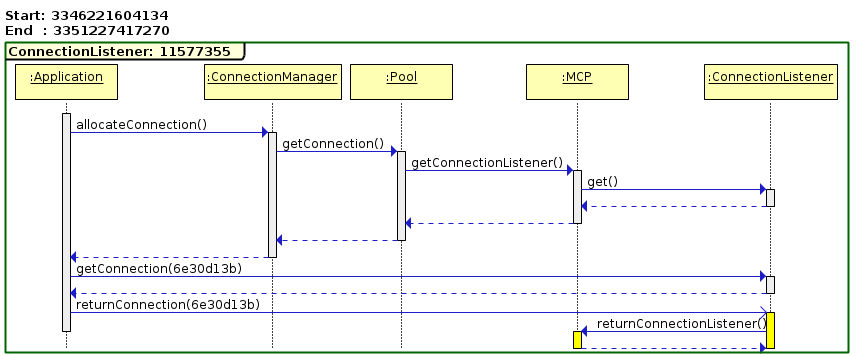 Start: 3346221604134
End : 3351227417270
ConnectionListener: 11577355
:Application
:ConnectionManager
:Pool
:MCP
:ConnectionListener
allocateConnection()
getConnection()
getConnectionListener()
get()
getConnection(6e30d13b)
returnConnection(6e30d13b)
returnConnectionListener()